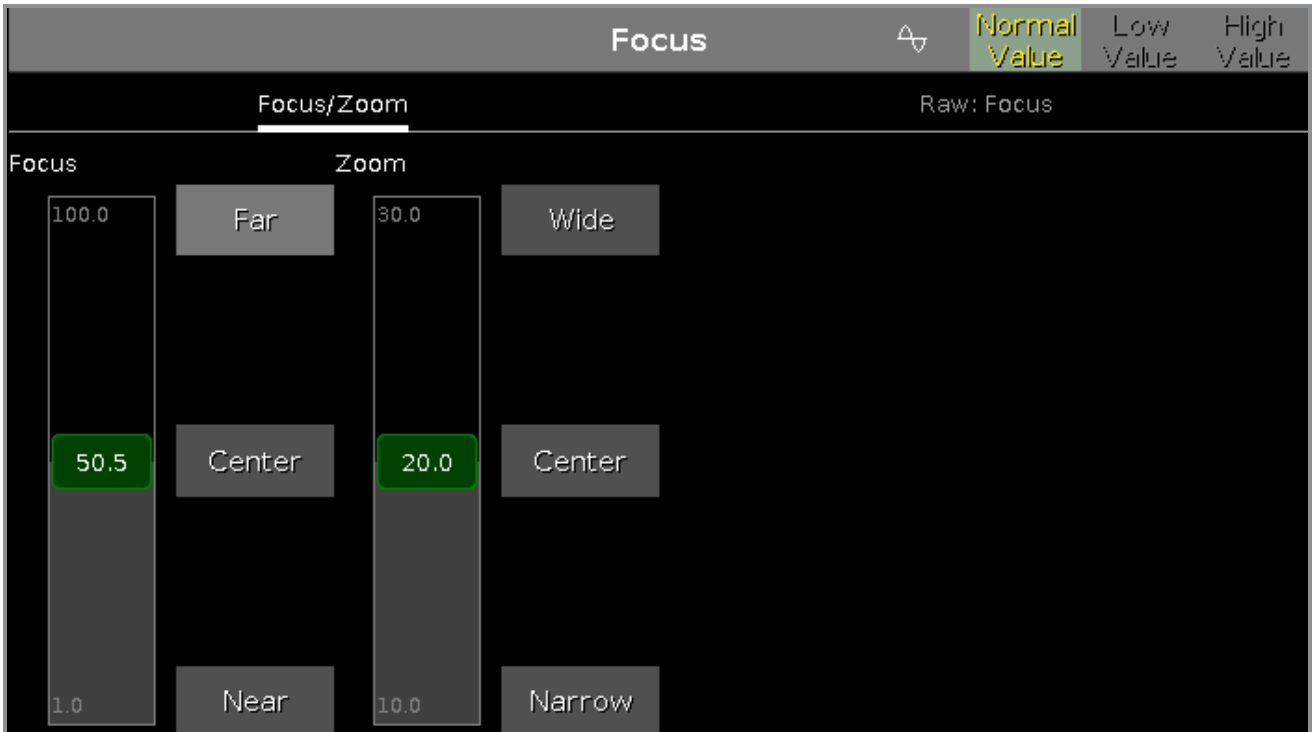 Focus
Normal Value
Low Value
High Value
Focus/Zoom
Raw: Focus
Focus
Zoom
100.0
Far
30.0
Wide
50.5
Center
20.0
Center
1.0
Near
10.0
Narrow